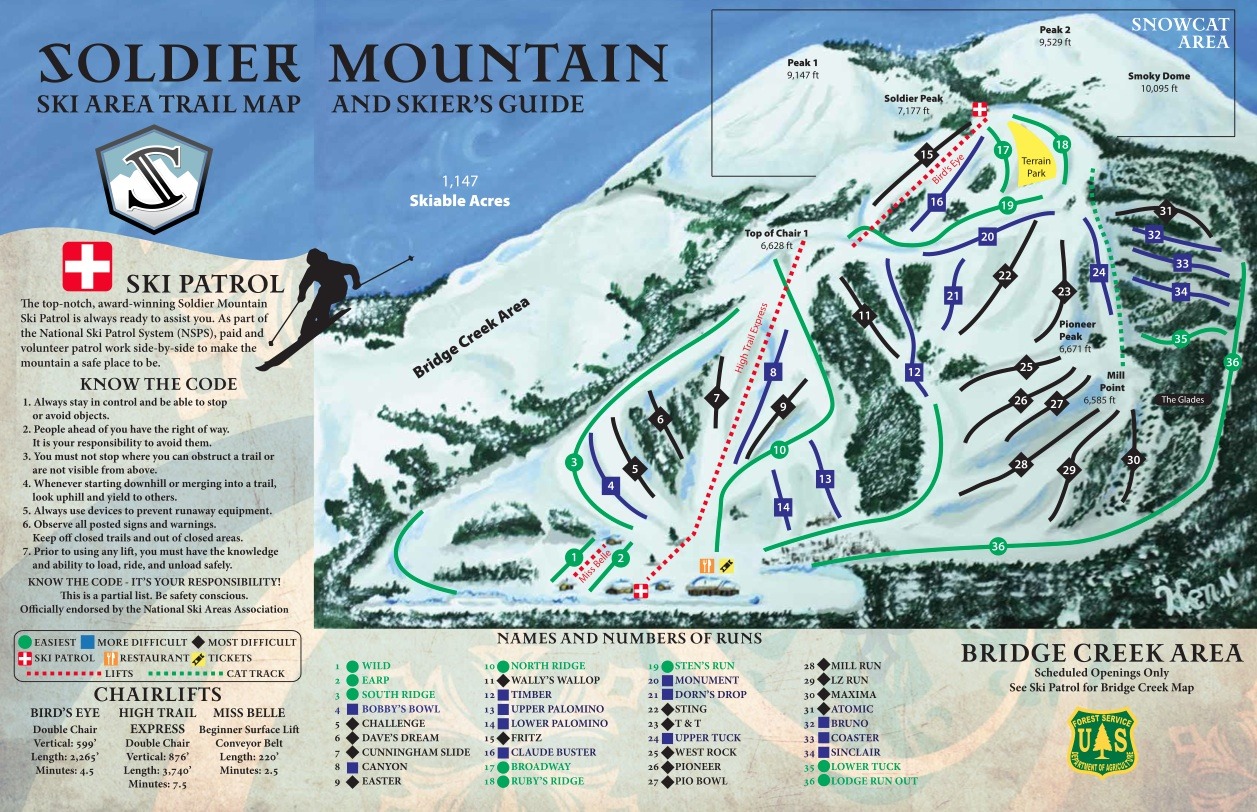 SOLDIER MOUNTAIN
SKI AREA TRAIL MAP AND SKIER'S GUIDE
S
1,147
Skiable Acres
SKI PATROL
The top-notch, award-winning Soldier Mountain
Ski Patrol is always ready to assist you. As part of
the National Ski Patrol System (NSPS), paid and
volunteer patrol work side-by-side to make the
mountain a safe place to be.
KNOW THE CODE
1. Always stay in control and be able to stop
or avoid objects.
2. People ahead of you have the right of way.
It is your responsibility to avoid them.
3. You must not stop where you can obstruct a trail or
are not visible from above.
4. Whenever starting downhill or merging into a trail,
look uphill and yield to others.
5. Always use devices to prevent runaway equipment.
6. Observe all posted signs and warnings.
Keep off closed trails and out of closed areas.
7. Prior to using any lift, you must have the knowledge
and ability to load, ride, and unload safely.
KNOW THE CODE - IT'S YOUR RESPONSIBILITY!
This is a partial list. Be safety conscious.
Officially endorsed by the National Ski Areas Association
EASIEST MORE DIFFICULT MOST DIFFICULT
SKI PATROL RESTAURANT TICKETS
LIFTS CAT TRACK
CHAIRLIFTS
BIRD'S EYE
Double Chair
Vertical: 599'
Length: 2,265'
Minutes: 4.5
HIGH TRAIL
EXPRESS
Double Chair
Vertical: 876'
Length: 3,740'
Minutes: 7.5
MISS BELLE
Beginner Surface Lift
Conveyor Belt
Length: 220'
Minutes: 2.5
SNOWCAT
AREA
Peak 2
9,529 ft
Peak 1
9,147 ft
Smoky Dome
10,095 ft
Soldier Peak
7,177 ft
15
Bird's Eye
17
Terrain
Park
18
16
19
20
Top of Chair 1
6,628 ft
31
32
33
34
24
22
23
21
11
12
Bridge Creek Area
High Trail Express
Pioneer
Peak
6,671 ft
35
36
Mill
Point
6,585 ft
The Glades
8
7
6
9
25
26
27
10
3
5
4
13
14
28
29
30
1
2
Miss Belle
36
Kenn
NAMES AND NUMBERS OF RUNS
1 WILD
2 EARP
3 SOUTH RIDGE
4 BOBBY'S BOWL
5 CHALLENGE
6 DAVE'S DREAM
7 CUNNINGHAM SLIDE
8 CANYON
9 EASTER
10 NORTH RIDGE
11 WALLY'S WALLOP
12 TIMBER
13 UPPER PALOMINO
14 LOWER PALOMINO
15 FRITZ
16 CLAUDE BUSTER
17 BROADWAY
18 RUBY'S RIDGE
19 STEN'S RUN
20 MONUMENT
21 DORN'S DROP
22 STING
23 T & T
24 UPPER TUCK
25 WEST ROCK
26 PIONEER
27 PIO BOWL
28 MILL RUN
29 LZ RUN
30 MAXIMA
31 ATOMIC
32 BRUNO
33 COASTER
34 SINCLAIR
35 LOWER TUCK
36 LODGE RUN OUT
BRIDGE CREEK AREA
Scheduled Openings Only
See Ski Patrol for Bridge Creek Map
FOREST SERVICE
U S
DEPARTMENT OF AGRICULTURE